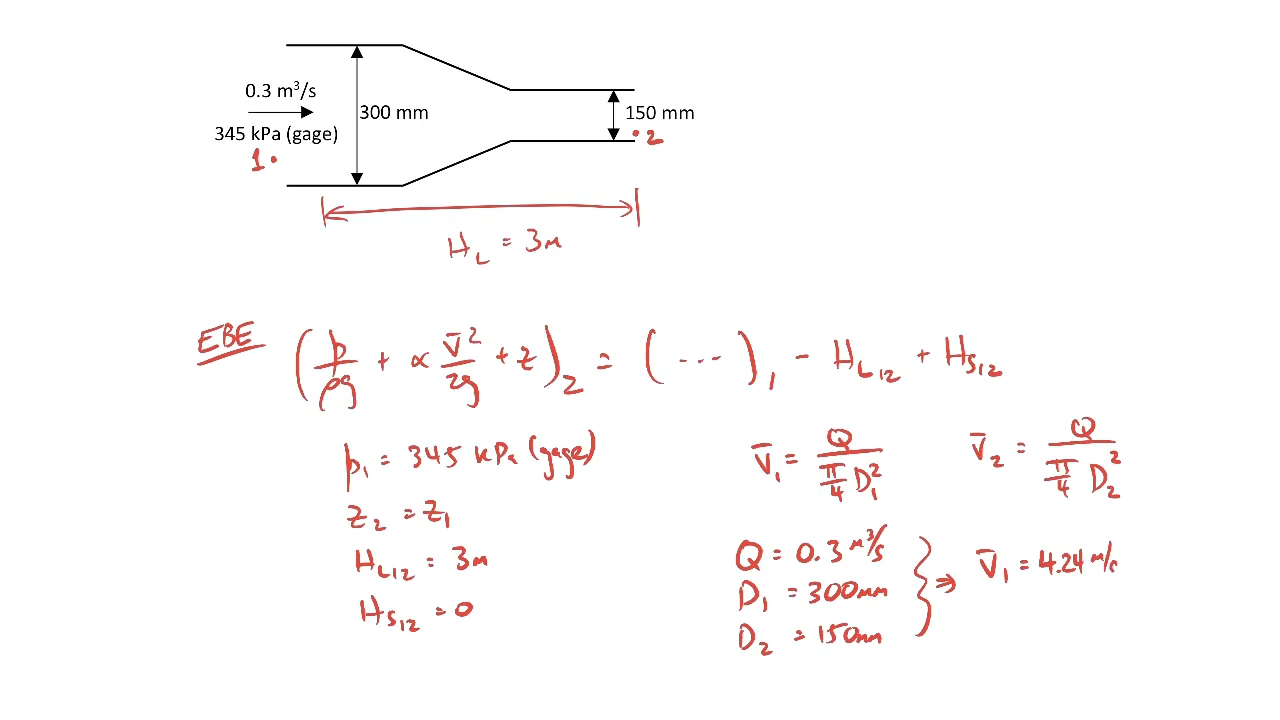 0.3 m³/s
300 mm
150 mm
345 kPa (gage)
1
2
H_L = 3m
EBE
(p/ρg + α V̄²/2g + z)₂ = (···)₁ - H_L12 + H_S12
p₁ = 345 kPa (gage)
V̄₁ = Q / (π/4 D₁²)
V̄₂ = Q / (π/4 D₂²)
z₂ = z₁
H_L12 = 3m
H_S12 = 0
Q = 0.3 m³/s
D₁ = 300mm
D₂ = 150mm
} ⇒ V̄₁ = 4.24 m/s